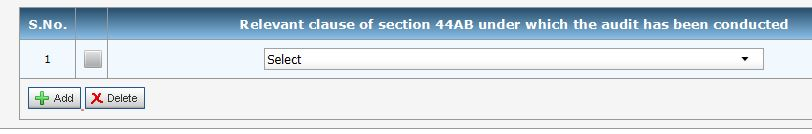 S.No. Relevant clause of section 44AB under which the audit has been conducted
1 Select
Add Delete